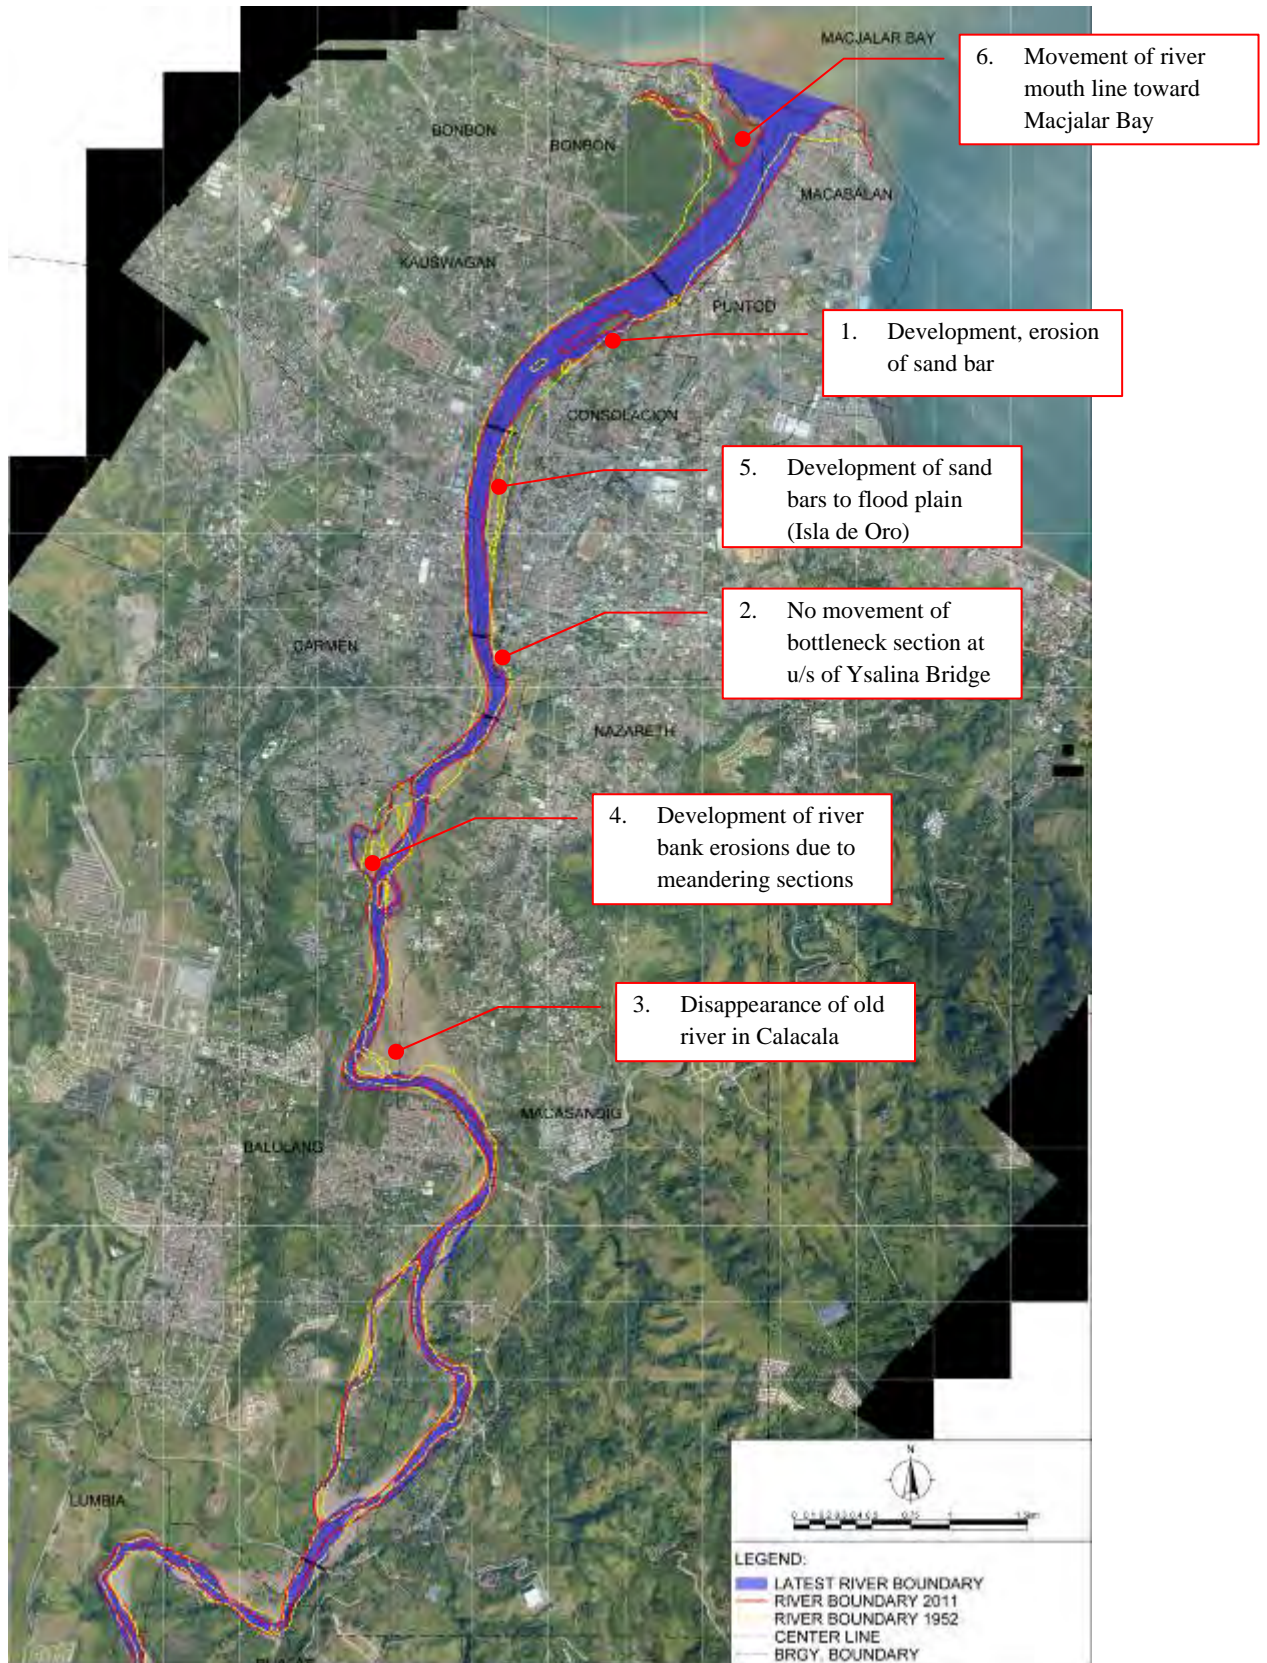 MACJALAR BAY
6. Movement of river
mouth line toward
Macjalar Bay
BONBON
BONBON
MACABALAN
KAUSWAGAN
PUNTOD
1. Development, erosion
of sand bar
CONSOLACION
5. Development of sand
bars to flood plain
(Isla de Oro)
2. No movement of
bottleneck section at
u/s of Ysalina Bridge
CARMEN
NAZARETH
4. Development of river
bank erosions due to
meandering sections
3. Disappearance of old
river in Calacala
MACASANDIG
BALULANG
LUMBIA
N
LEGEND:
LATEST RIVER BOUNDARY
RIVER BOUNDARY 2011
RIVER BOUNDARY 1952
CENTER LINE
BRGY. BOUNDARY